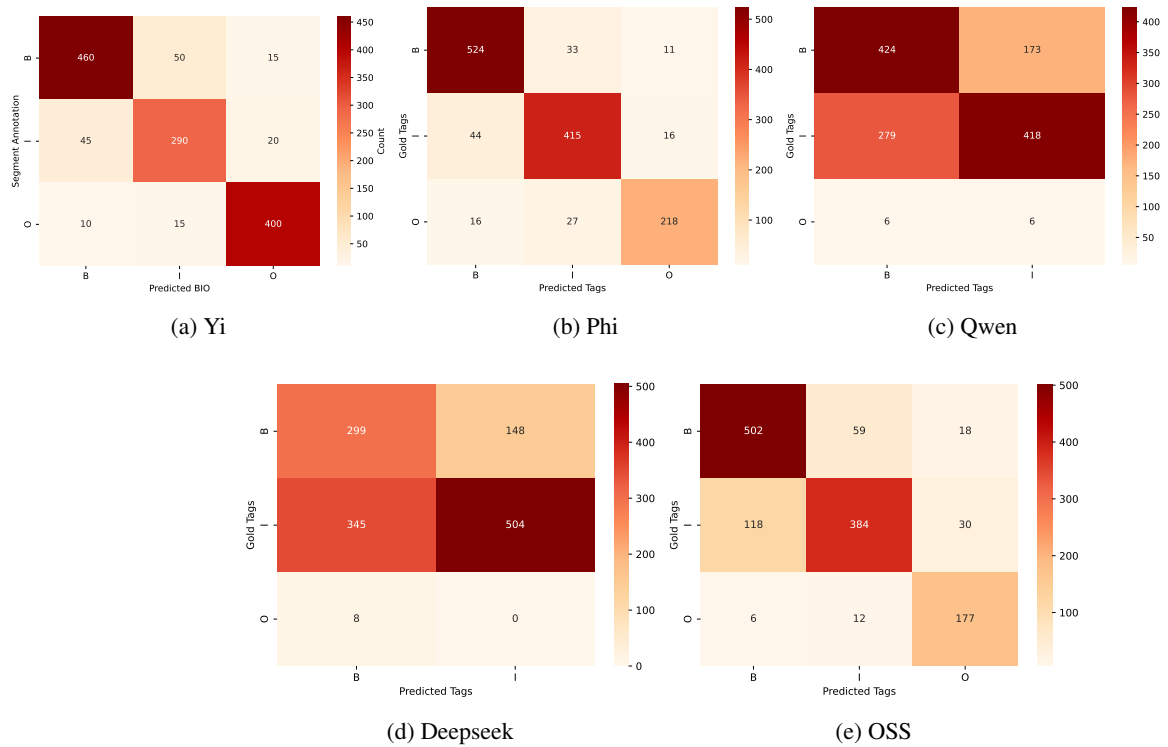 Segment Annotation
B
I
O
460 50 15
45 290 20
10 15 400
B I O
Predicted BIO
450
400
350
300
250
200
150
100
50
Count
(a) Yi
Gold Tags
B
I
O
524 33 11
44 415 16
16 27 218
B I O
Predicted Tags
500
400
300
200
100
(b) Phi
Gold Tags
B
I
O
424 173
279 418
6 6
B I
Predicted Tags
400
350
300
250
200
150
100
50
(c) Qwen
Gold Tags
B
I
O
299 148
345 504
8 0
B I
Predicted Tags
500
400
300
200
100
0
(d) Deepseek
Gold Tags
B
I
O
502 59 18
118 384 30
6 12 177
B I O
Predicted Tags
500
400
300
200
100
(e) OSS